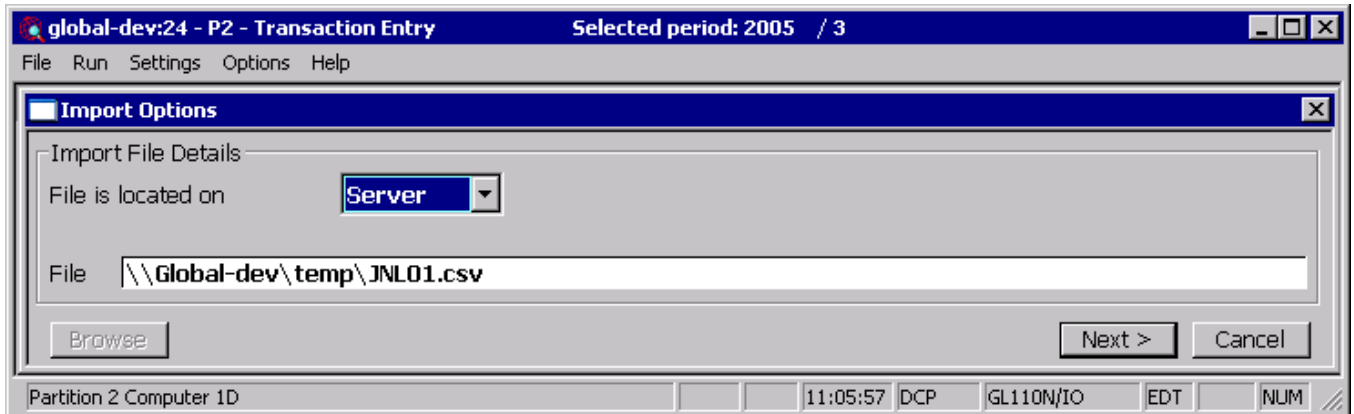 global-dev:24 - P2 - Transaction Entry Selected period: 2005 / 3
File Run Settings Options Help
Import Options
Import File Details
File is located on Server
File \\Global-dev\temp\JNL01.csv
Browse Next > Cancel
Partition 2 Computer 1D 11:05:57 DCP GL110N/IO EDT NUM